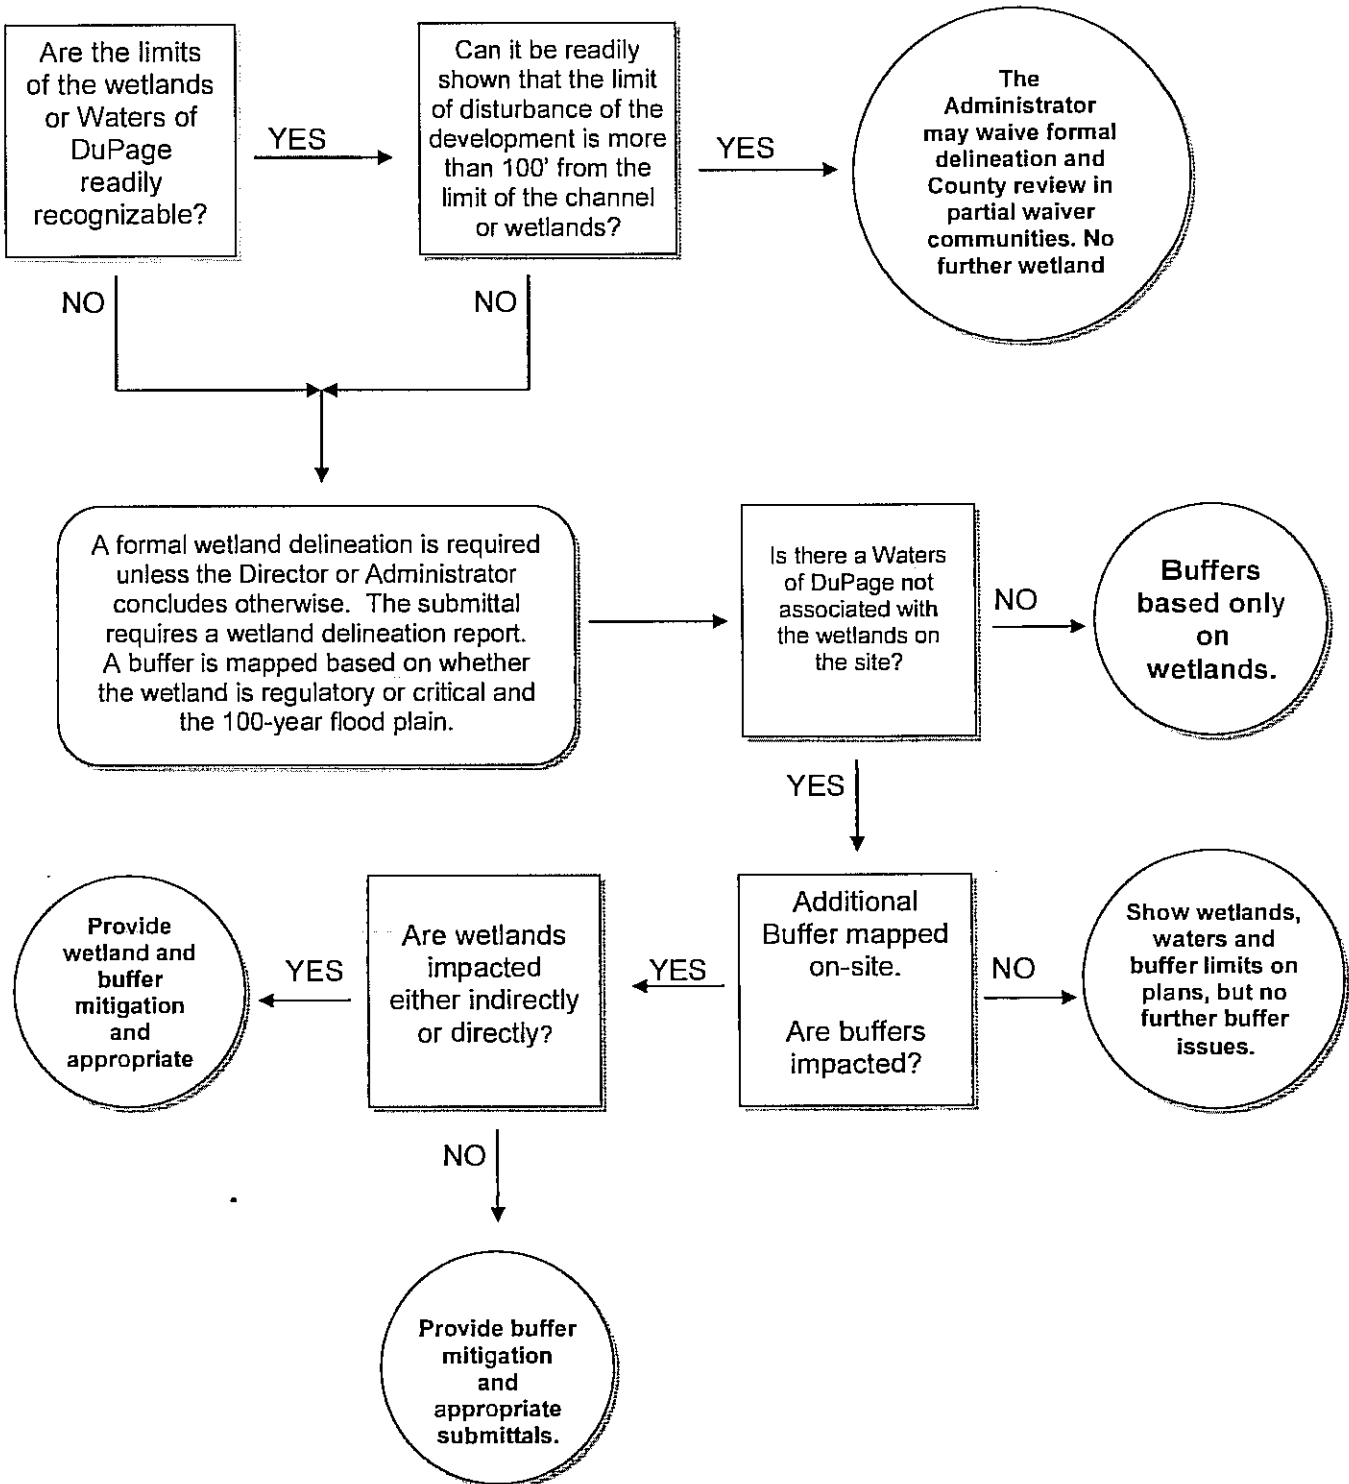 Are the limits
of the wetlands
or Waters of
DuPage
readily
recognizable?
YES
Can it be readily
shown that the limit
of disturbance of the
development is more
than 100' from the
limit of the channel
or wetlands?
YES
The
Administrator
may waive formal
delineation and
County review in
partial waiver
communities. No
further wetland
NO
NO
A formal wetland delineation is required
unless the Director or Administrator
concludes otherwise. The submittal
requires a wetland delineation report.
A buffer is mapped based on whether
the wetland is regulatory or critical and
the 100-year flood plain.
Is there a Waters
of DuPage not
associated with
the wetlands on
the site?
NO
Buffers
based only
on
wetlands.
YES
Additional
Buffer mapped
on-site.
Are buffers
impacted?
NO
Show wetlands,
waters and
buffer limits on
plans, but no
further buffer
issues.
YES
Are wetlands
impacted
either indirectly
or directly?
YES
Provide
wetland and
buffer
mitigation
and
appropriate
NO
Provide buffer
mitigation
and
appropriate
submittals.